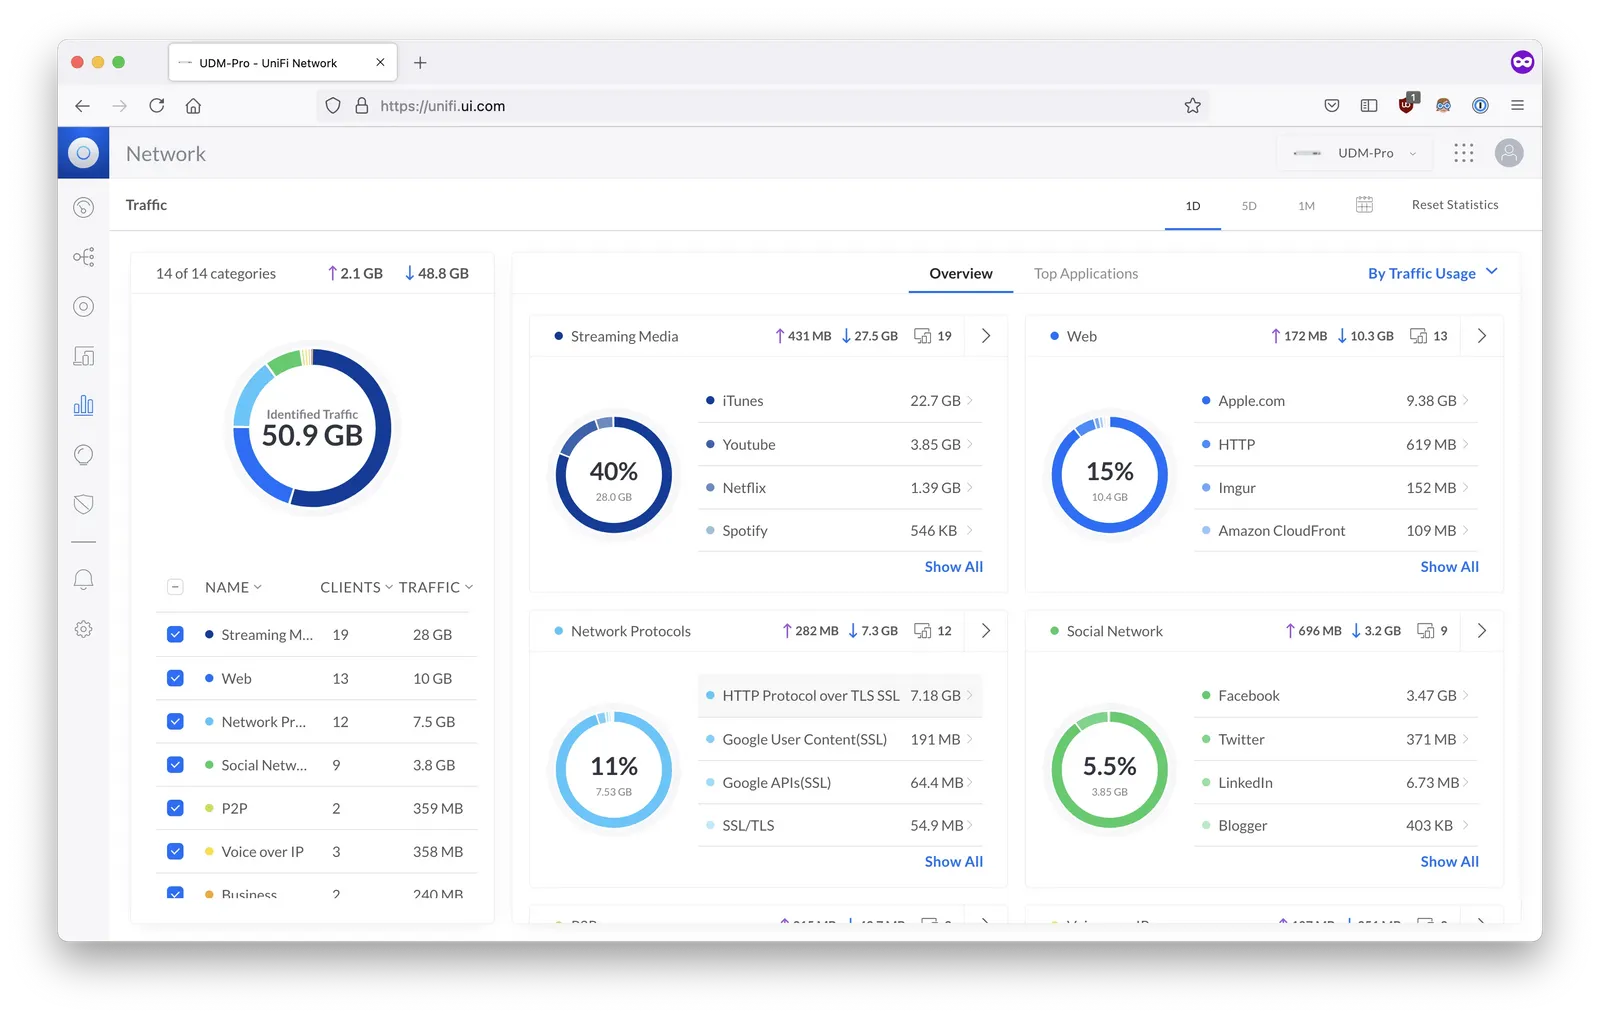 UDM-Pro - UniFi Network
1
https://unifi.ui.com
Network
UDM-Pro
Traffic
1D
5D
1M
Reset Statistics
14 of 14 categories
2.1 GB
48.8 GB
Identified Traffic
50.9 GB
NAME
CLIENTS
TRAFFIC
Streaming M... 19 28 GB
Web 13 10 GB
Network Pr... 12 7.5 GB
Social Netw... 9 3.8 GB
P2P 2 359 MB
Voice over IP 3 358 MB
Business 2 240 MB
Overview
Top Applications
By Traffic Usage
Streaming Media 431 MB 27.5 GB 19
40%
28.0 GB
iTunes 22.7 GB
Youtube 3.85 GB
Netflix 1.39 GB
Spotify 546 KB
Show All
Web 172 MB 10.3 GB 13
15%
10.4 GB
Apple.com 9.38 GB
HTTP 619 MB
Imgur 152 MB
Amazon CloudFront 109 MB
Show All
Network Protocols 282 MB 7.3 GB 12
11%
7.53 GB
HTTP Protocol over TLS SSL 7.18 GB
Google User Content(SSL) 191 MB
Google APIs(SSL) 64.4 MB
SSL/TLS 54.9 MB
Show All
Social Network 696 MB 3.2 GB 9
5.5%
3.85 GB
Facebook 3.47 GB
Twitter 371 MB
LinkedIn 6.73 MB
Blogger 403 KB
Show All